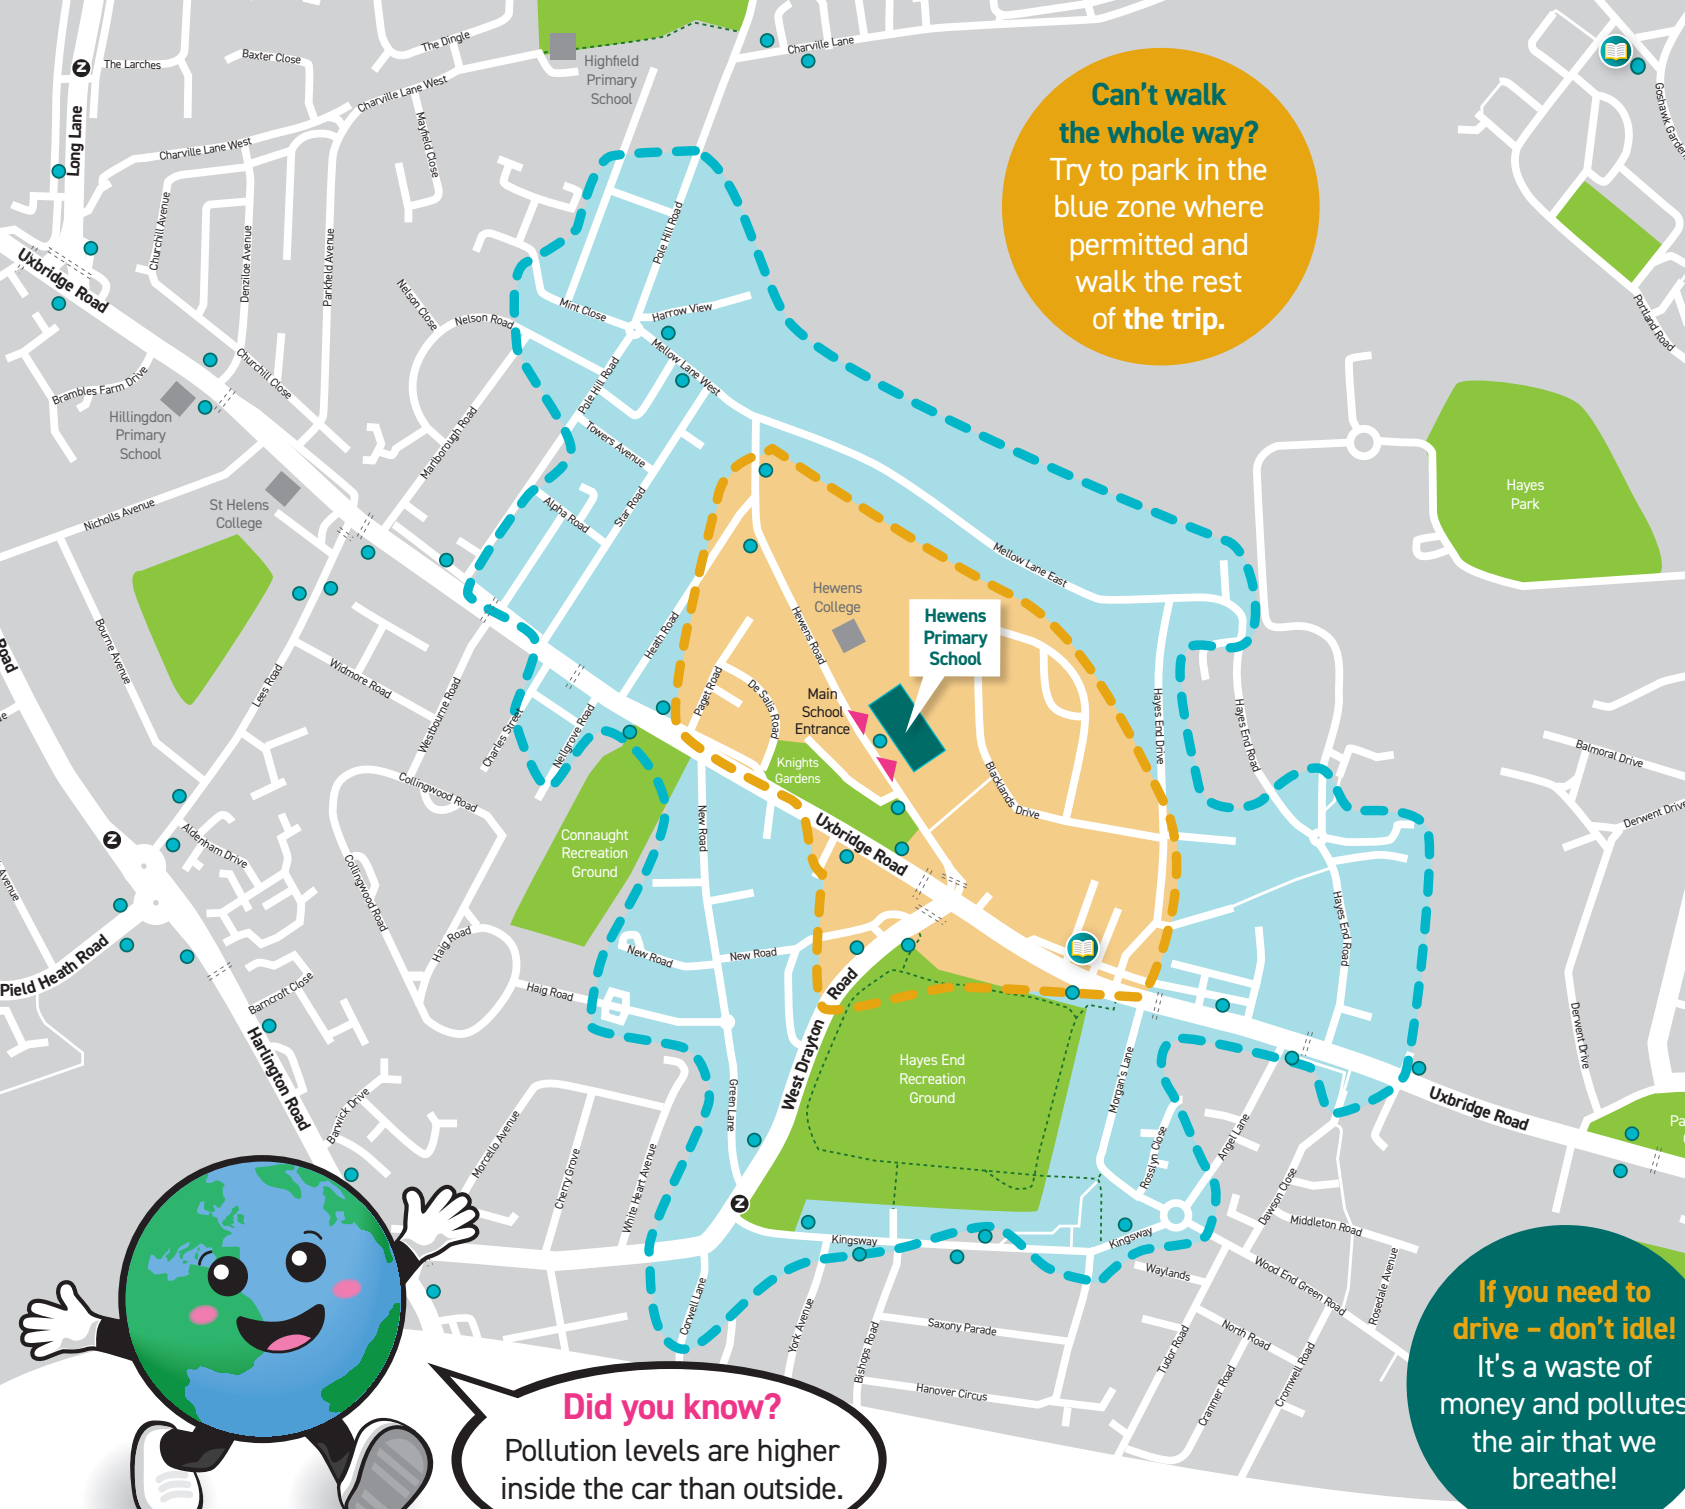 The Larches
Baxter Close
The Dingle
Charville Lane West
Highfield
Primary
School
Charville Lane
Long Lane
Mayfield Close
Charville Lane West
Churchill Avenue
Denziloe Avenue
Parkfield Avenue
Uxbridge Road
Can't walk
the whole way?
Try to park in the
blue zone where
permitted and
walk the rest
of the trip.
Goshawk Garden
Portland Road
Pole Hill Road
Nelson Close
Nelson Road
Mint Close
Harrow View
Mellow Lane West
Churchill Close
Brambles Farm Drive
Hillingdon
Primary
School
Pole Hill Road
Marlborough Road
Towers Avenue
Star Road
Alpha Road
St Helens
College
Nicholls Avenue
Hayes
Park
Mellow Lane East
Hewens
College
Hewens
Primary
School
Hewens Road
Heath Road
Bourne Avenue
Road
Lees Road
Widmore Road
Westbourne Road
Charles Street
Nellgrove Road
Paget Road
De Salis Road
Main
School
Entrance
Knights
Gardens
Blacklands Drive
Hayes End Drive
Hayes End Road
Balmoral Drive
Derwent Drive
Collingwood Road
Connaught
Recreation
Ground
New Road
Uxbridge Road
Aldenham Drive
Collingwood Road
Avenue
Haig Road
New Road
New Road
Hayes End Road
Pield Heath Road
Barncroft Close
Haig Road
West Drayton
Road
Harlington Road
Hayes End
Recreation
Ground
Morgan's Lane
Derwent Drive
Uxbridge Road
Pa
Barwick Drive
Green Lane
Morcello Avenue
Cherry Grove
White Heart Avenue
Rosslyn Close
Angel Lane
Dawson Close
Middleton Road
Kingsway
Kingsway
Waylands
Wood End Green Road
Rosedale Avenue
Corwell Lane
York Avenue
Bishops Road
Saxony Parade
Hanover Circus
Tudor Road
North Road
Cranmer Road
Cromwell Road
If you need to
drive – don't idle!
It's a waste of
money and pollutes
the air that we
breathe!
Did you know?
Pollution levels are higher
inside the car than outside.